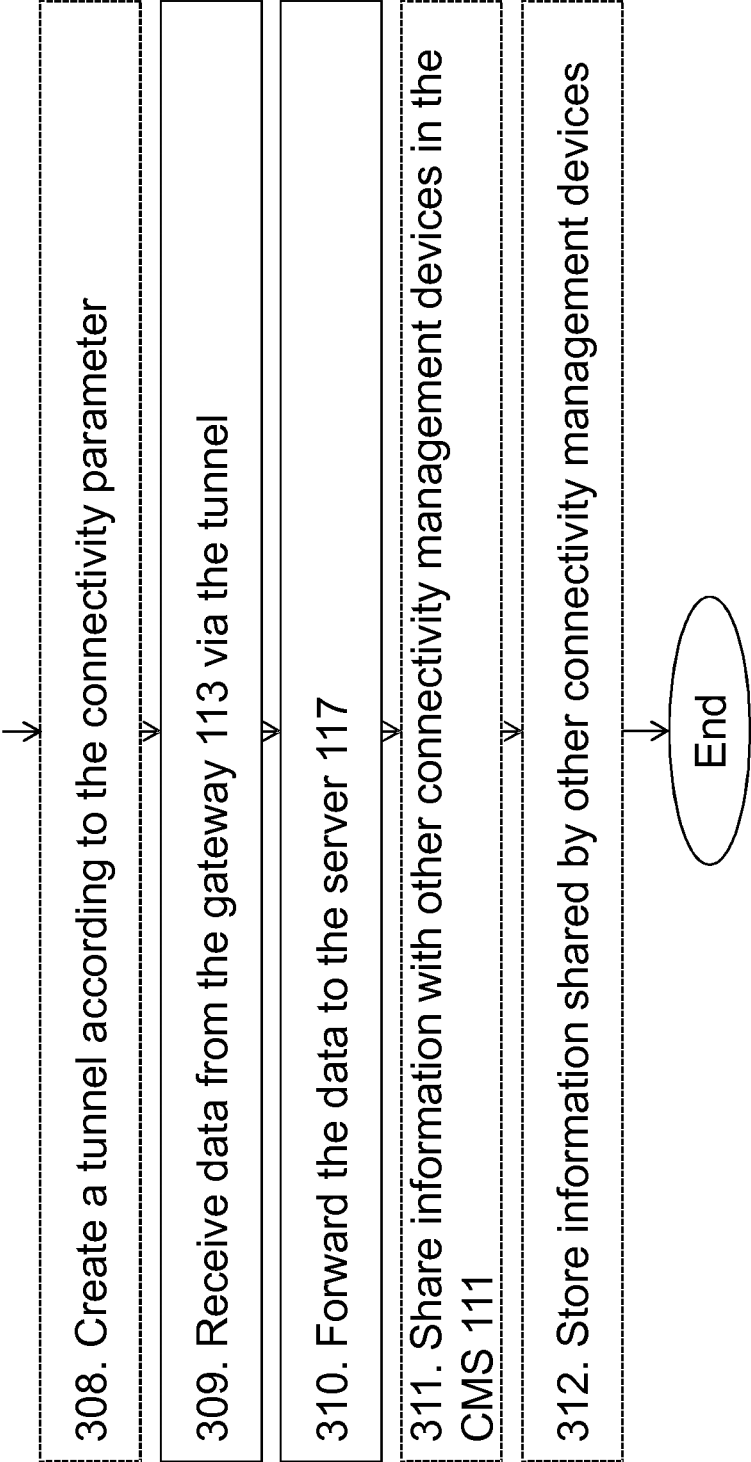 308. Create a tunnel according to the connectivity parameter
309. Receive data from the gateway 113 via the tunnel
310. Forward the data to the server 117
311. Share information with other connectivity management devices in the
CMS 111
312. Store information shared by other connectivity management devices
End